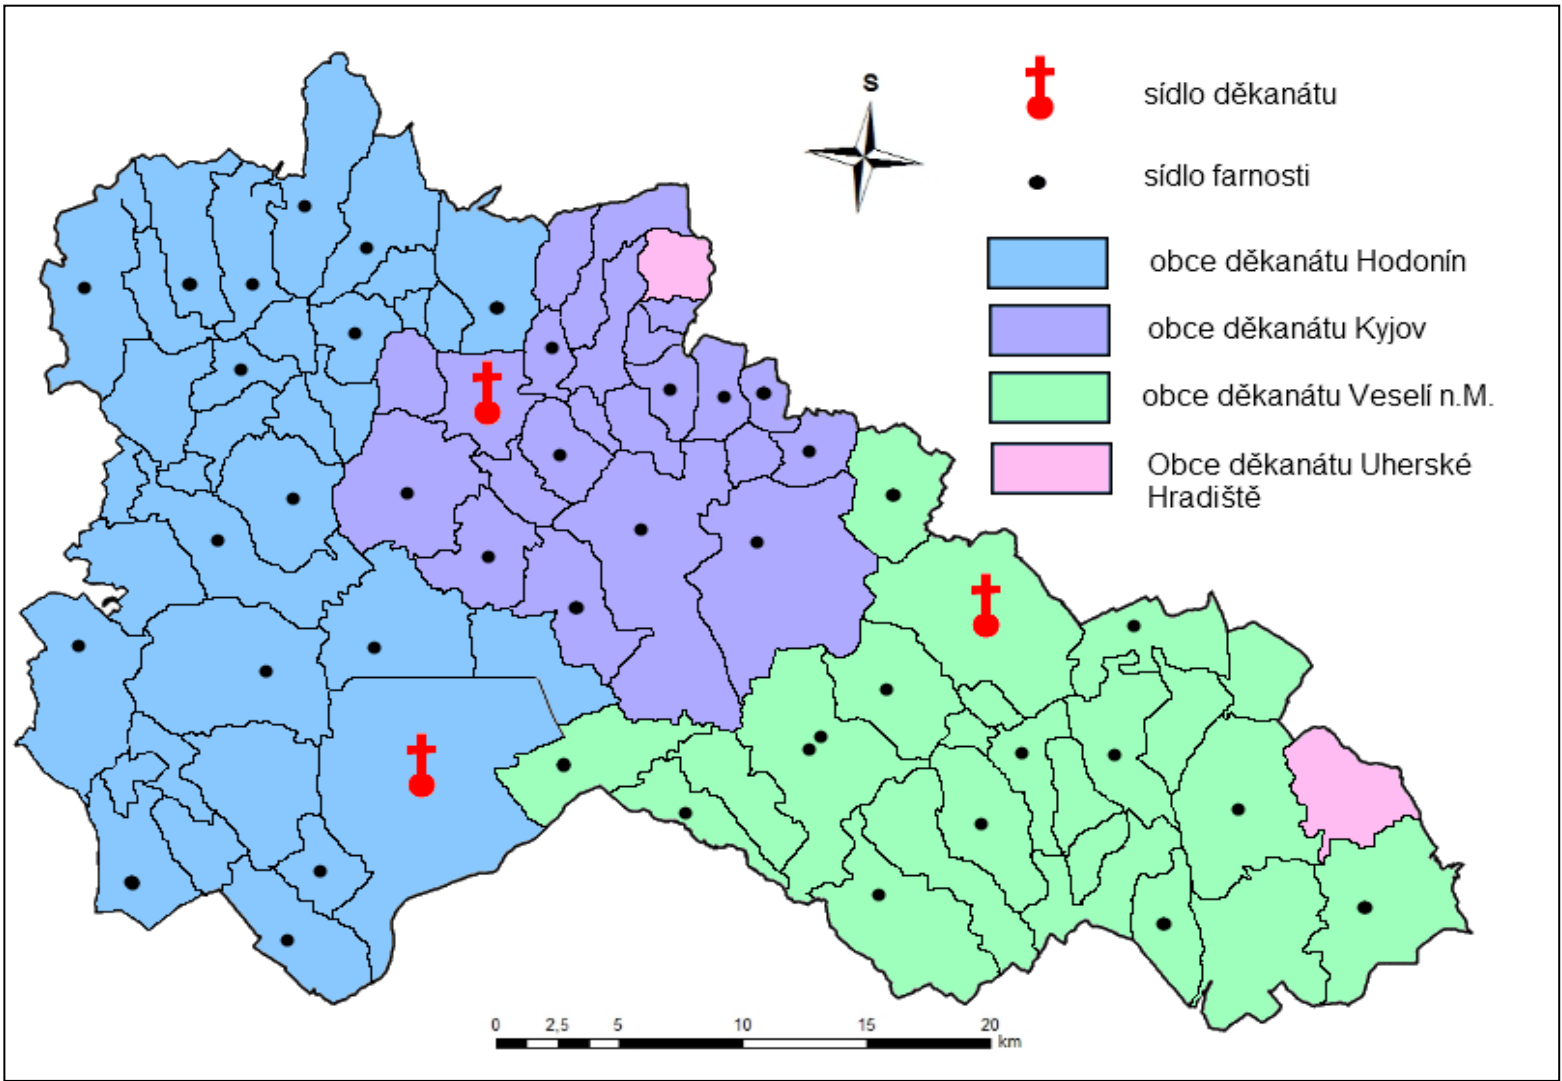 S
sídlo děkanátu
sídlo farnosti
obce děkanátu Hodonín
obce děkanátu Kyjov
obce děkanátu Veselí n.M.
Obce děkanátu Uherské
Hradiště
0 2,5 5 10 15 20
km